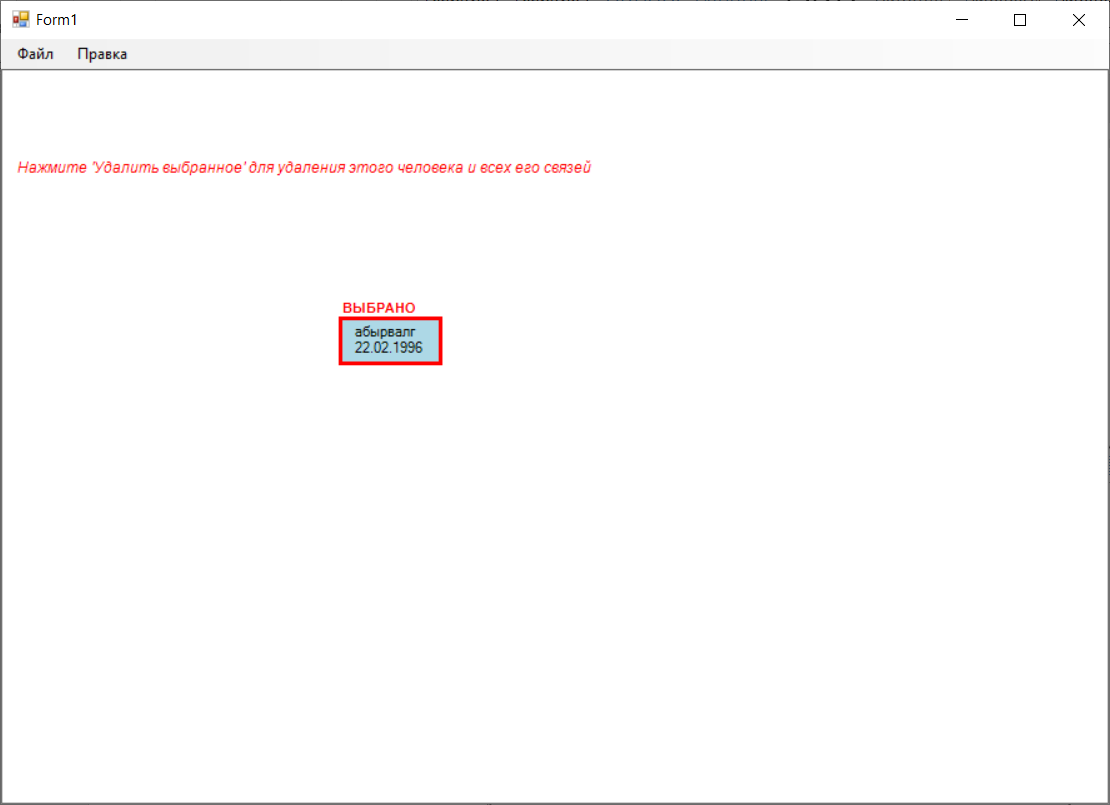 Form1
Файл Правка
Нажмите 'Удалить выбранное' для удаления этого человека и всех его связей
ВЫБРАНО
абырвалг
22.02.1996